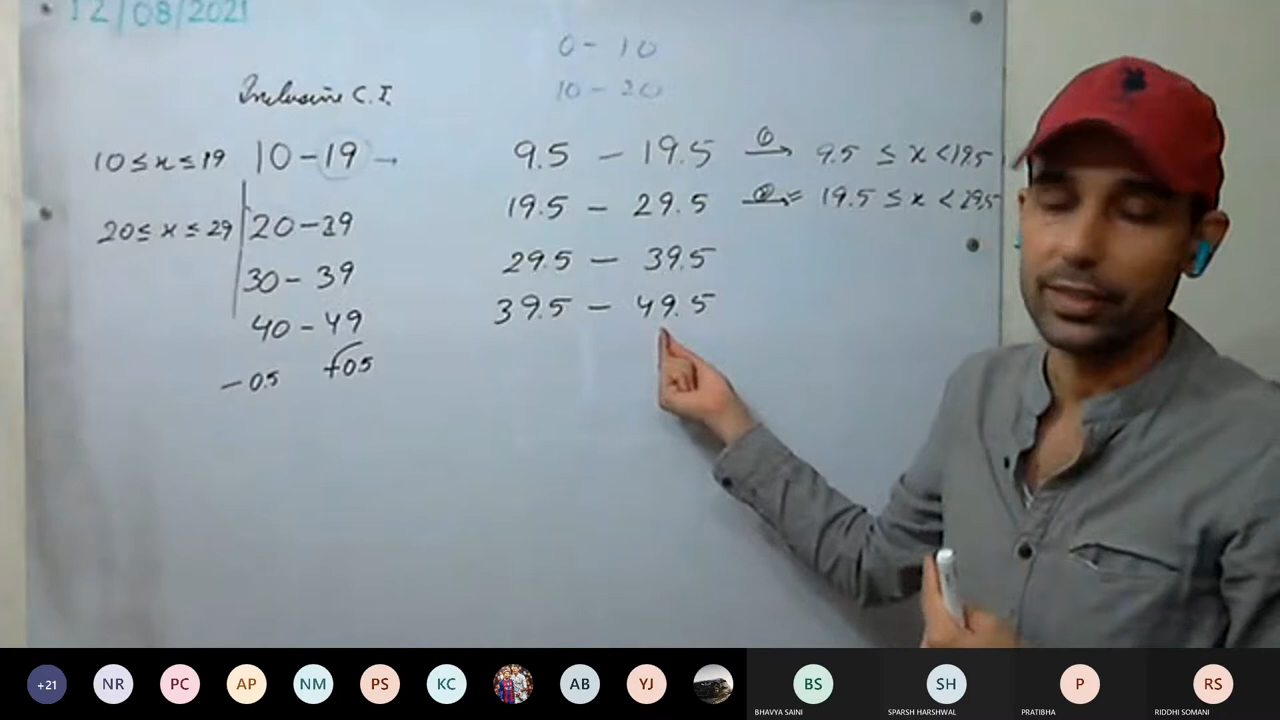 12/08/2021
0 - 10
10 - 20
Inclusive C.I.
10 ≤ x ≤ 19 10 - 19 → 9.5 - 19.5 ① → 9.5 ≤ x < 19.5
20 ≤ x ≤ 29 20 - 29 19.5 - 29.5 ② → = 19.5 ≤ x < 29.5
30 - 39 29.5 - 39.5
40 - 49 39.5 - 49.5
- 0.5 + 0.5
+21 NR PC AP NM PS KC AB YJ BS SH P RS
BHAVYA SAINI SPARSH HARSHWAL PRATIBHA RIDDHI SOMANI